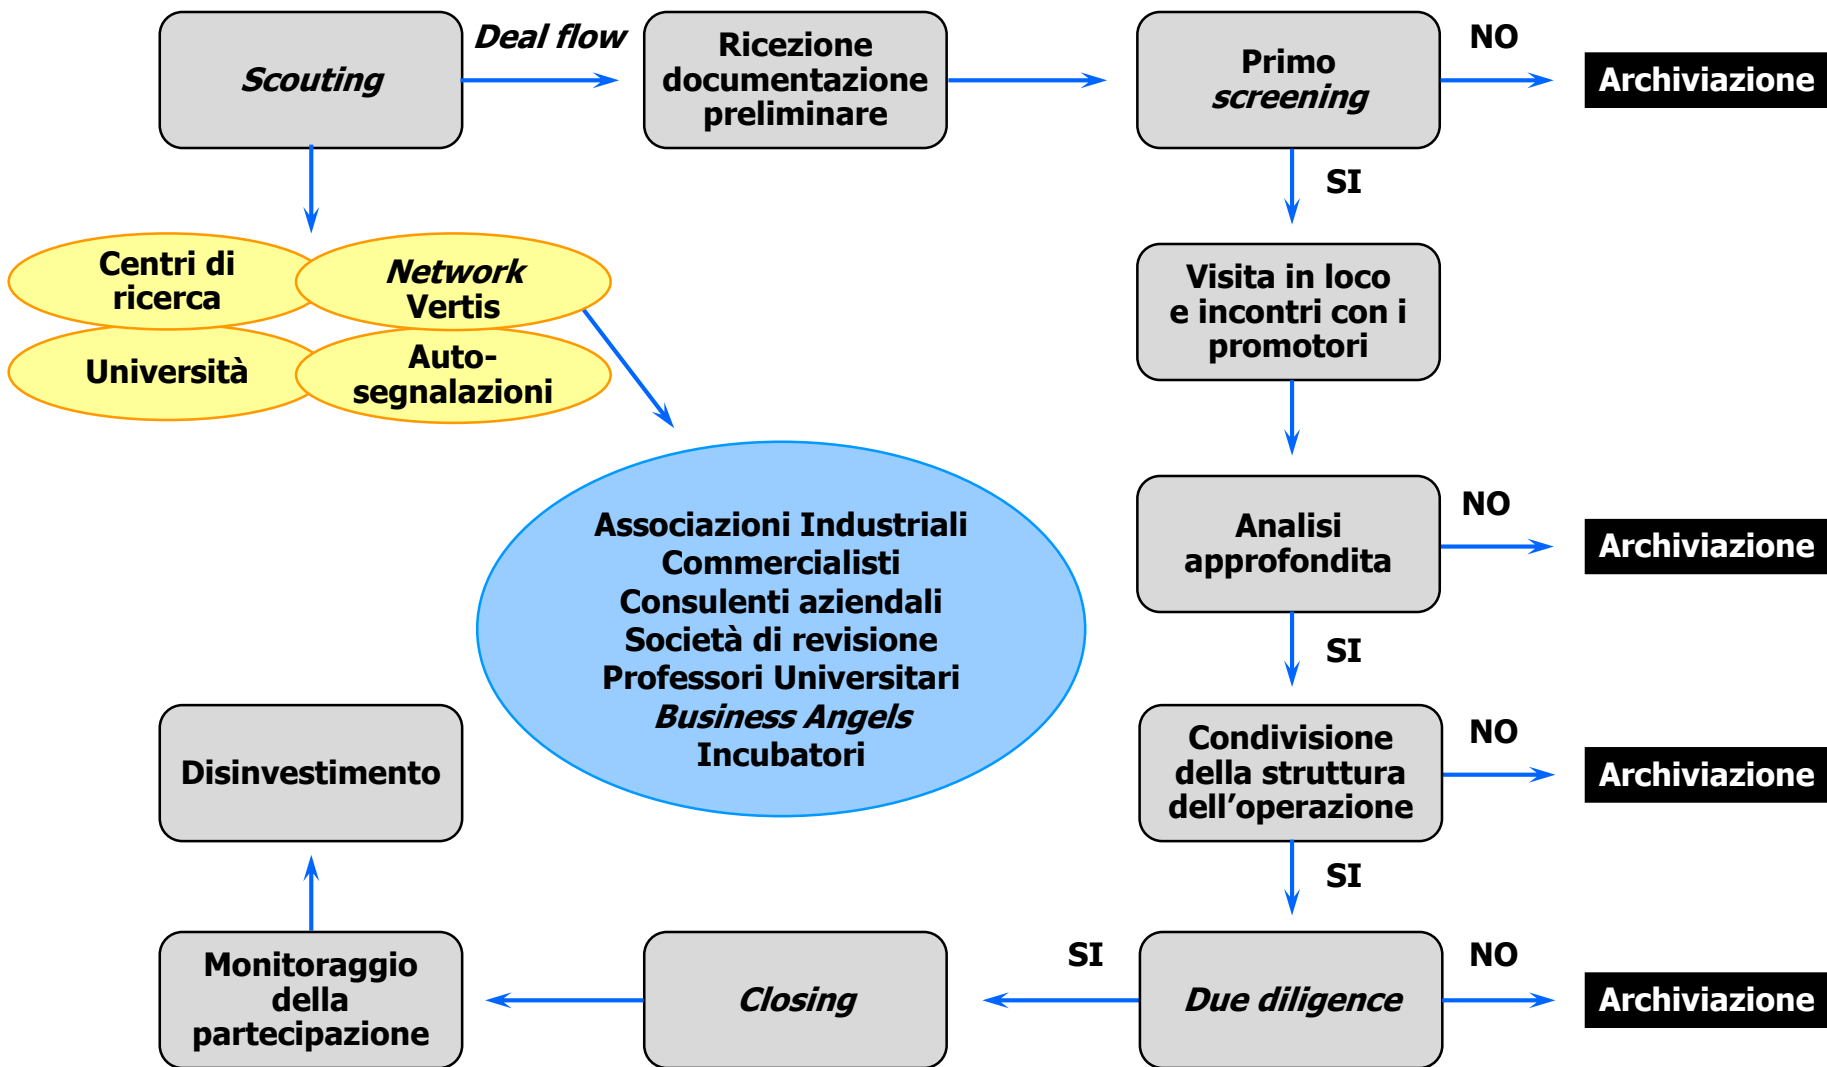 Scouting
Deal flow
Ricezione
documentazione
preliminare
Primo
screening
NO
Archiviazione
SI
Centri di
ricerca
Network
Vertis
Università
Auto-
segnalazioni
Visita in loco
e incontri con i
promotori
Associazioni Industriali
Commercialisti
Consulenti aziendali
Società di revisione
Professori Universitari
Business Angels
Incubatori
Analisi
approfondita
NO
Archiviazione
SI
Condivisione
della struttura
dell’operazione
NO
Archiviazione
SI
Due diligence
NO
Archiviazione
SI
Closing
Monitoraggio
della
partecipazione
Disinvestimento